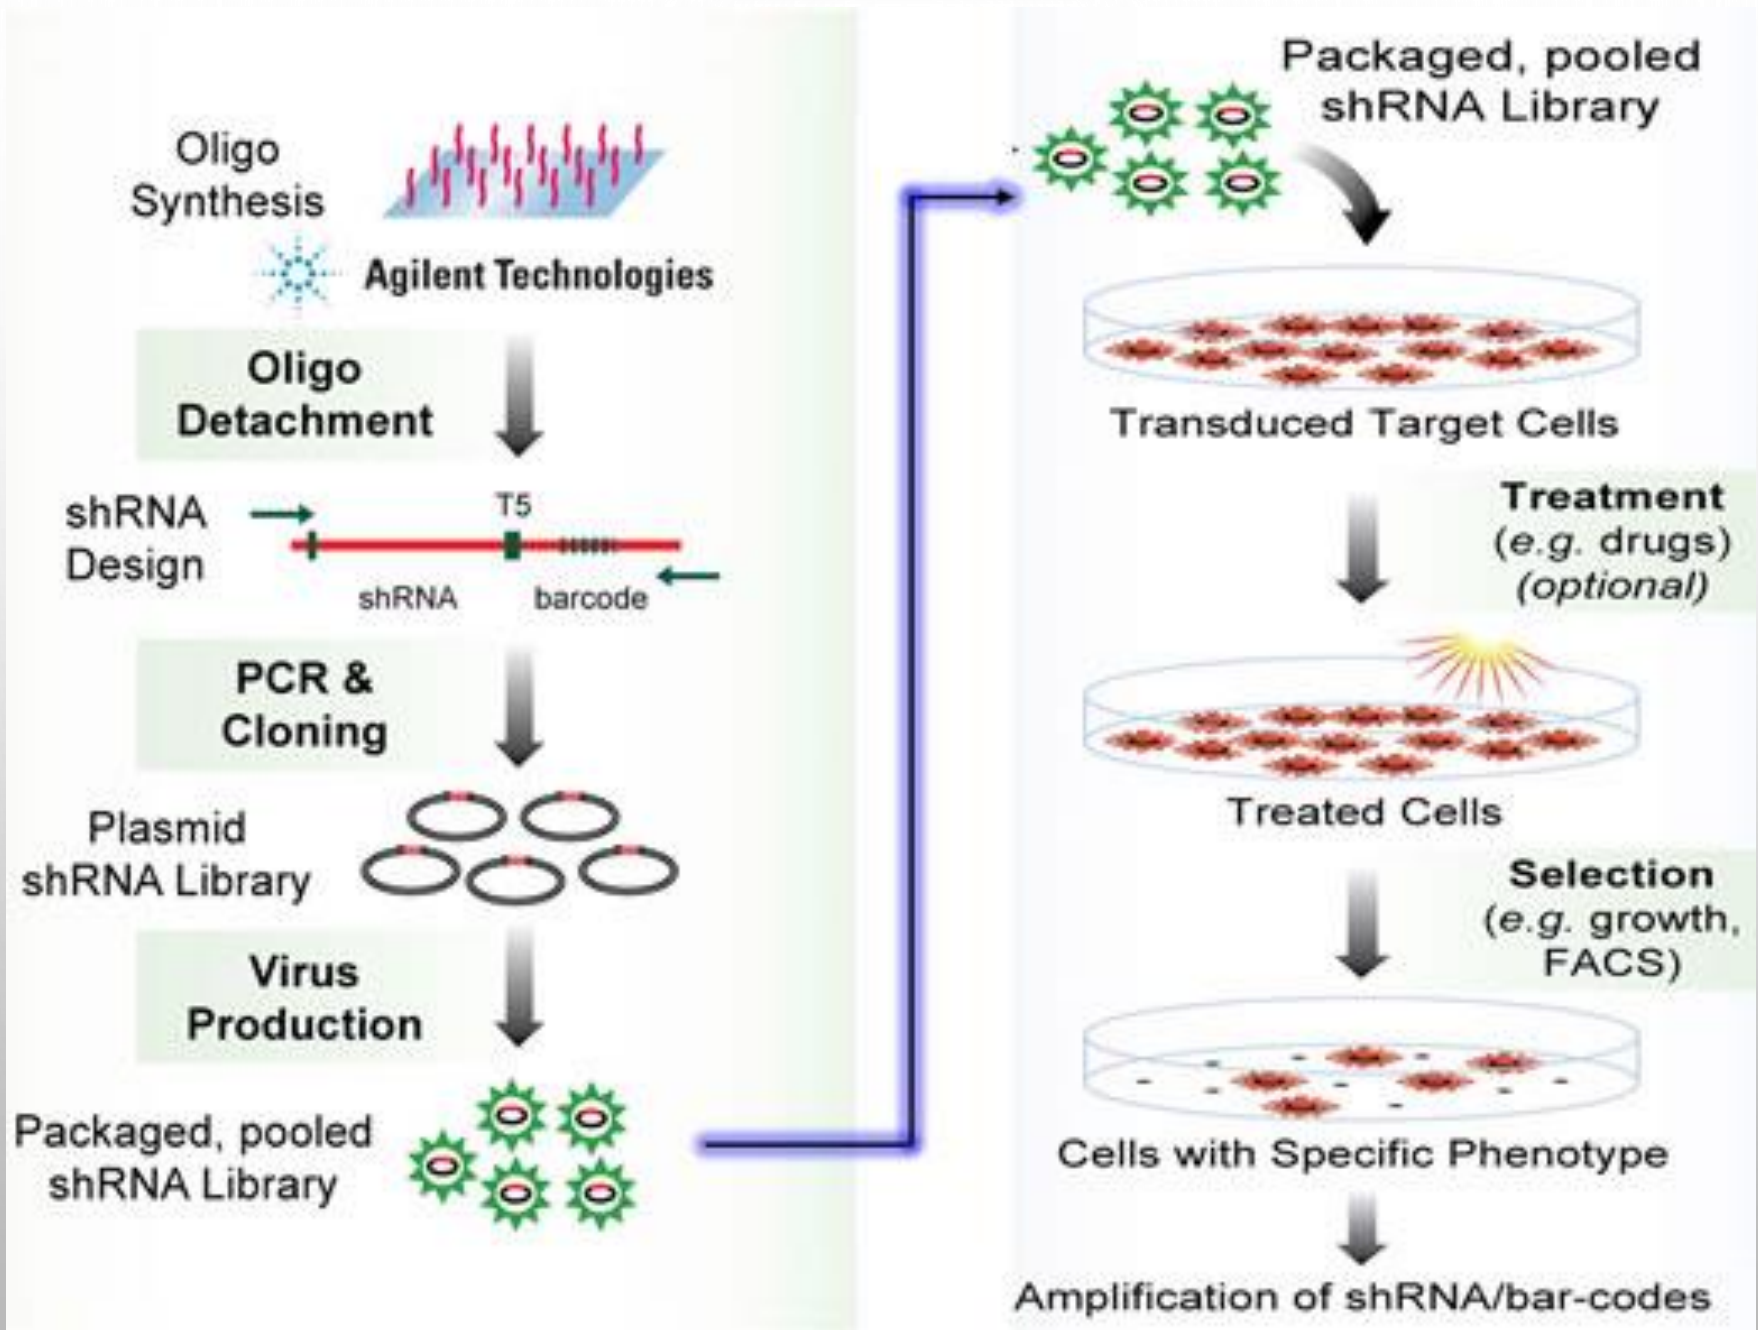 Oligo
Synthesis
Agilent Technologies
Oligo
Detachment
shRNA
Design
T5
shRNA
barcode
PCR &
Cloning
Plasmid
shRNA Library
Virus
Production
Packaged, pooled
shRNA Library
Packaged, pooled
shRNA Library
Transduced Target Cells
Treatment
(e.g. drugs)
(optional)
Treated Cells
Selection
(e.g. growth,
FACS)
Cells with Specific Phenotype
Amplification of shRNA/bar-codes